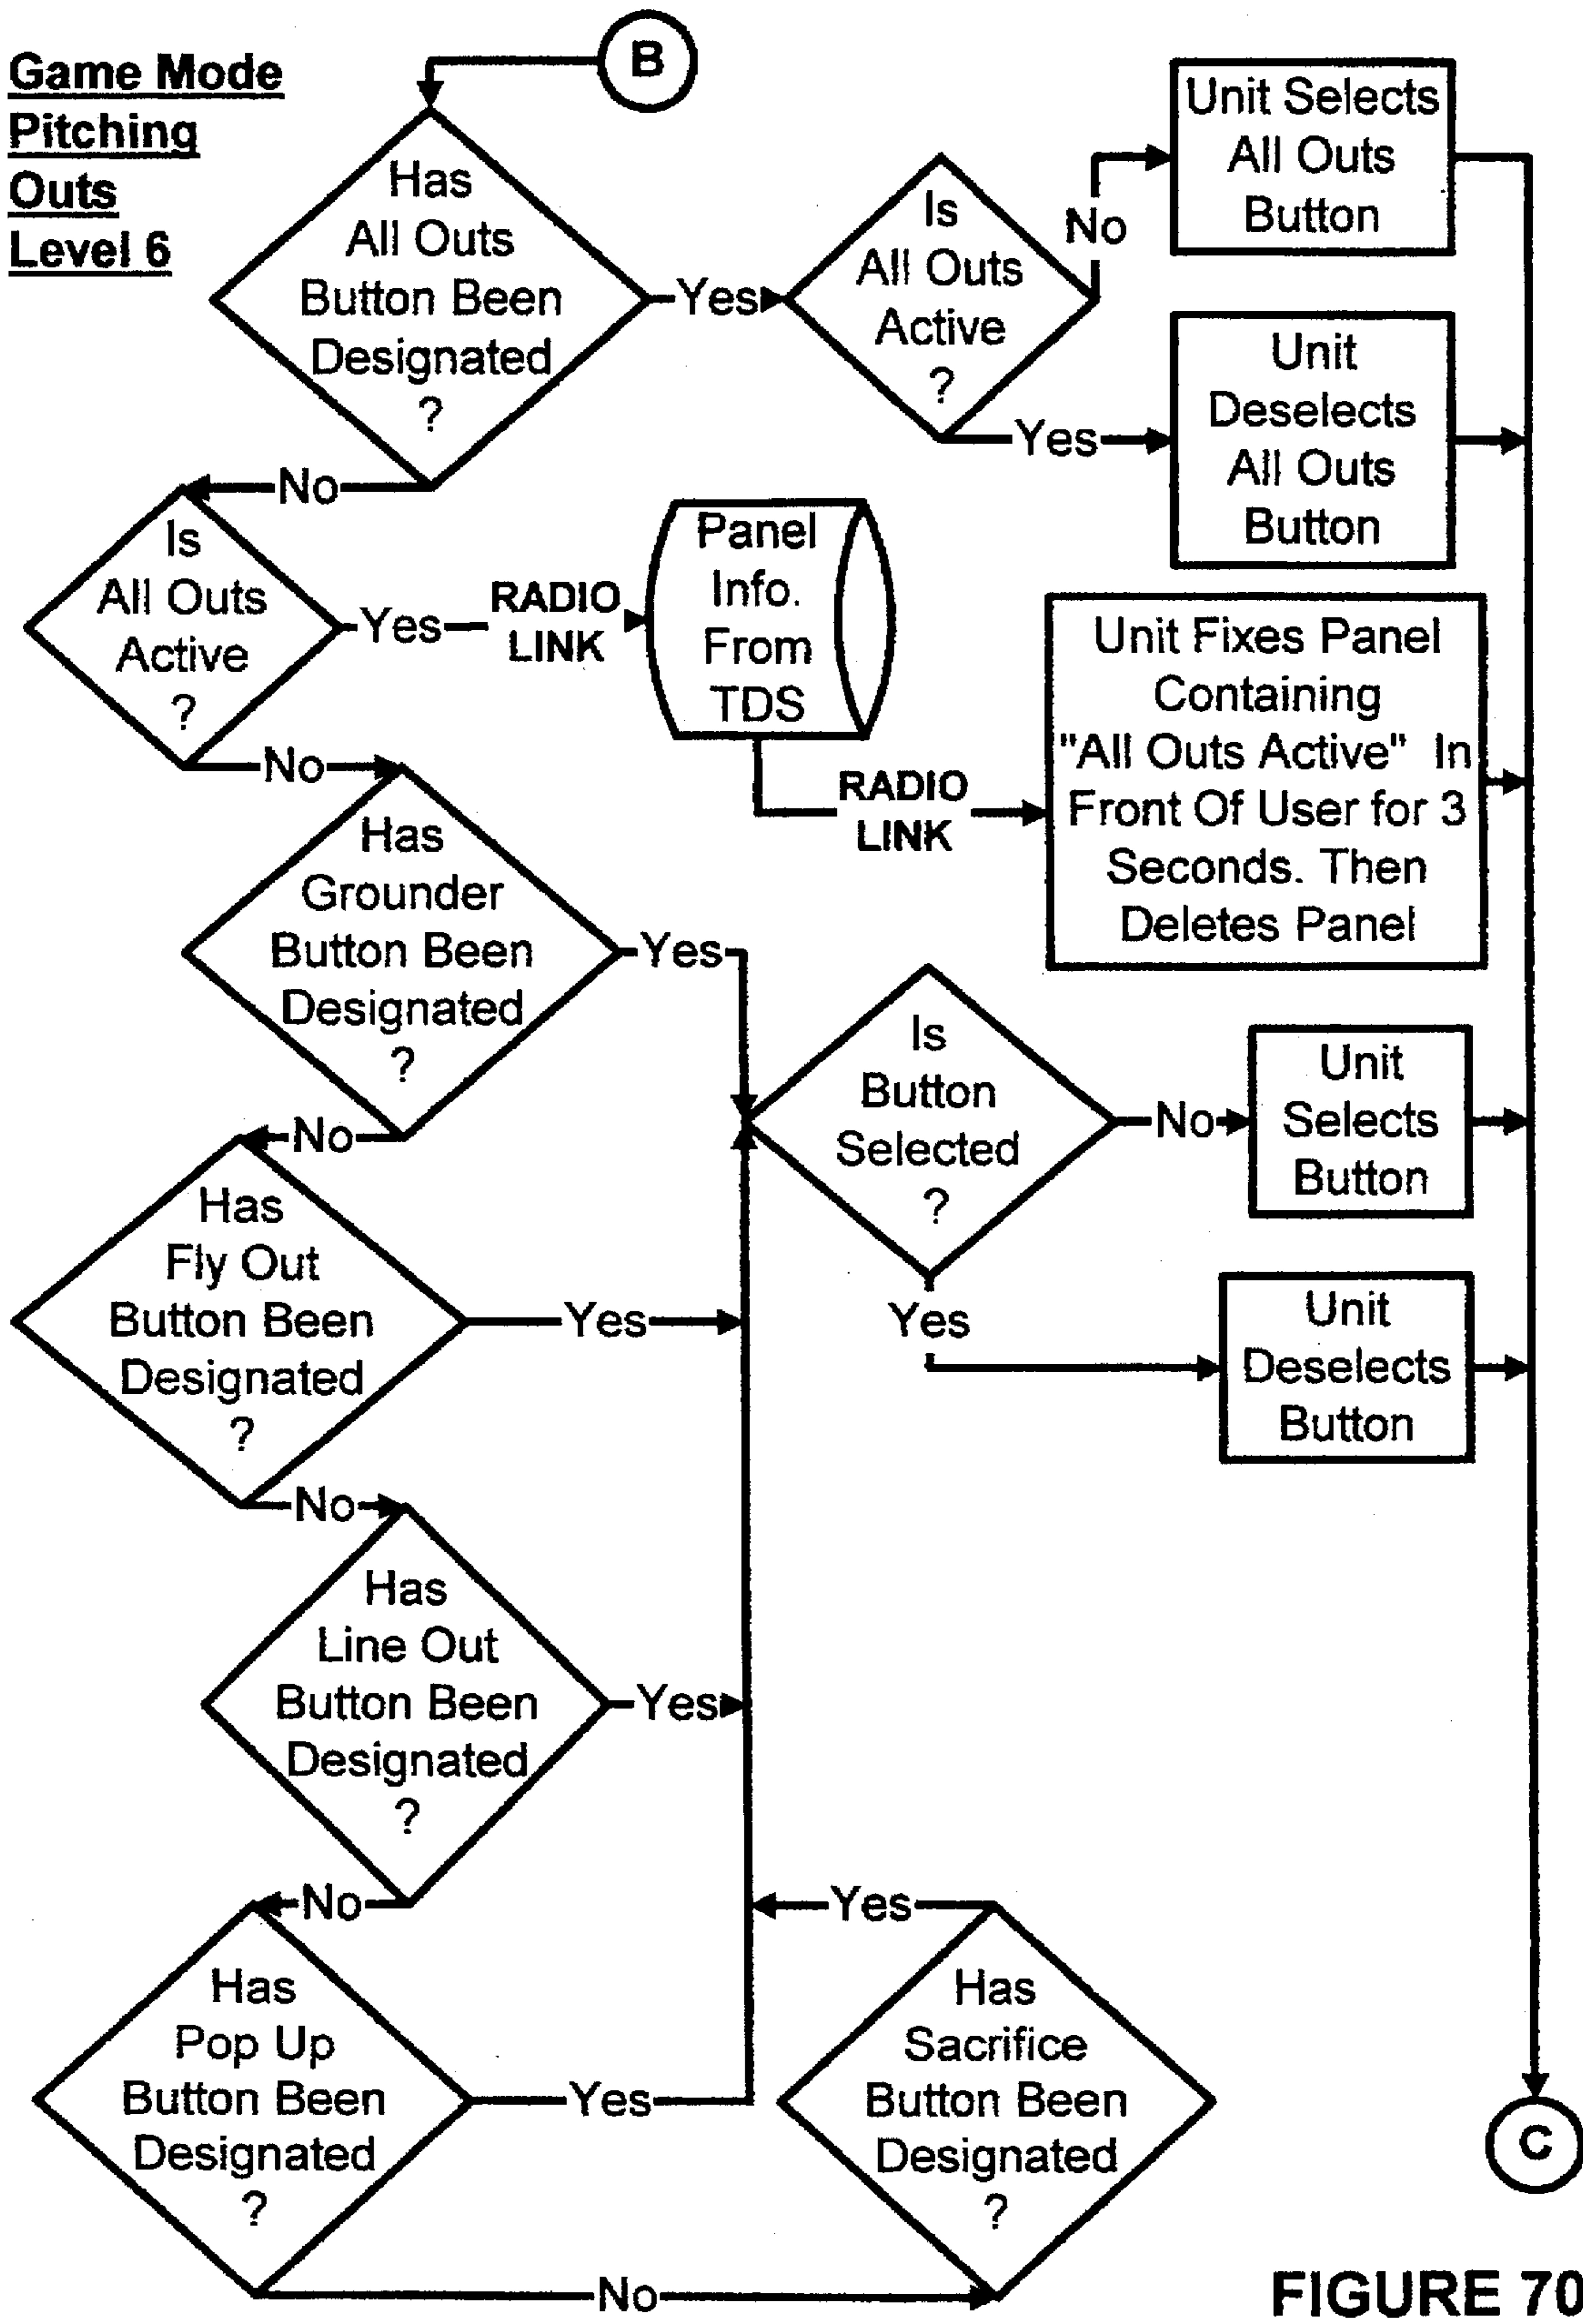 Game Mode
Pitching
Outs
Level 6
B
Has
All Outs
Button Been
Designated
?
Yes
Is
All Outs
Active
?
No
Unit Selects
All Outs
Button
Yes
Unit
Deselects
All Outs
Button
No
Is
All Outs
Active
?
Yes
RADIO
LINK
Panel
Info.
From
TDS
RADIO
LINK
Unit Fixes Panel
Containing
"All Outs Active" In
Front Of User for 3
Seconds. Then
Deletes Panel
No
Has
Grounder
Button Been
Designated
?
Yes
Is
Button
Selected
?
No
Unit
Selects
Button
Yes
Unit
Deselects
Button
No
Has
Fly Out
Button Been
Designated
?
Yes
No
Has
Line Out
Button Been
Designated
?
Yes
No
Has
Pop Up
Button Been
Designated
?
Yes
No
Has
Sacrifice
Button Been
Designated
?
Yes
C
FIGURE 70